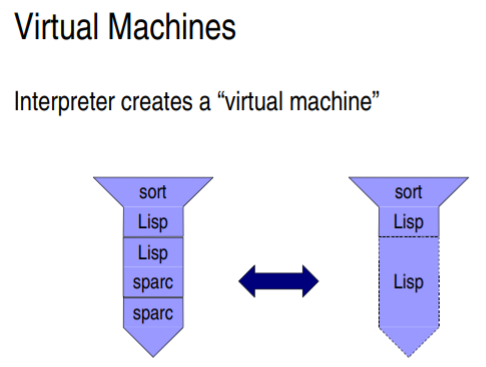 Virtual Machines
Interpreter creates a “virtual machine”
sort
Lisp
Lisp
sparc
sparc
sort
Lisp
Lisp